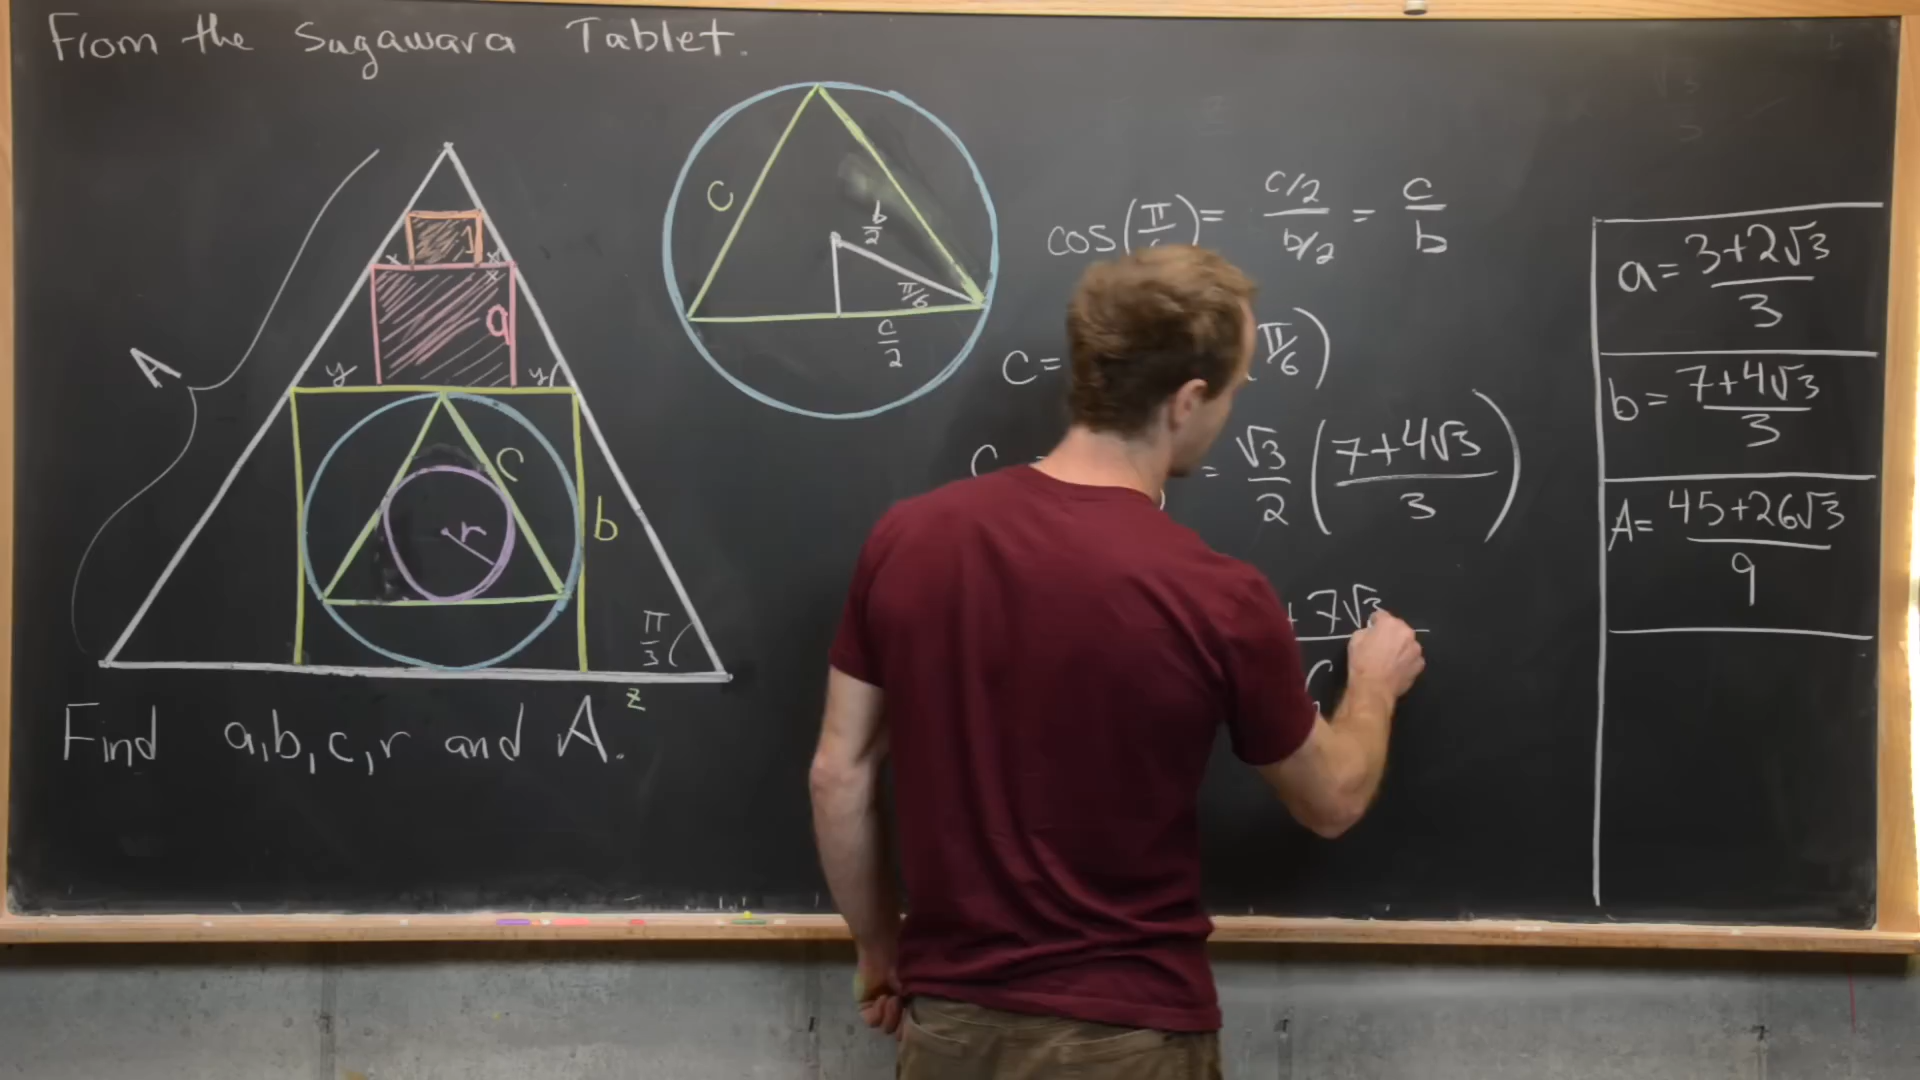 From the Sugawara Tablet.
A
1
x x
a
y y
c
b
r
π/3
z
Find a,b,c,r and A.
c
b/2
π/6
c/2
cos(π = c/2 / b/2 = c/b
c= π/6)
= √3/2 (7+4√3 / 3)
+ 7√3
a= 3+2√3 / 3
b= 7+4√3 / 3
A= 45+26√3 / 9